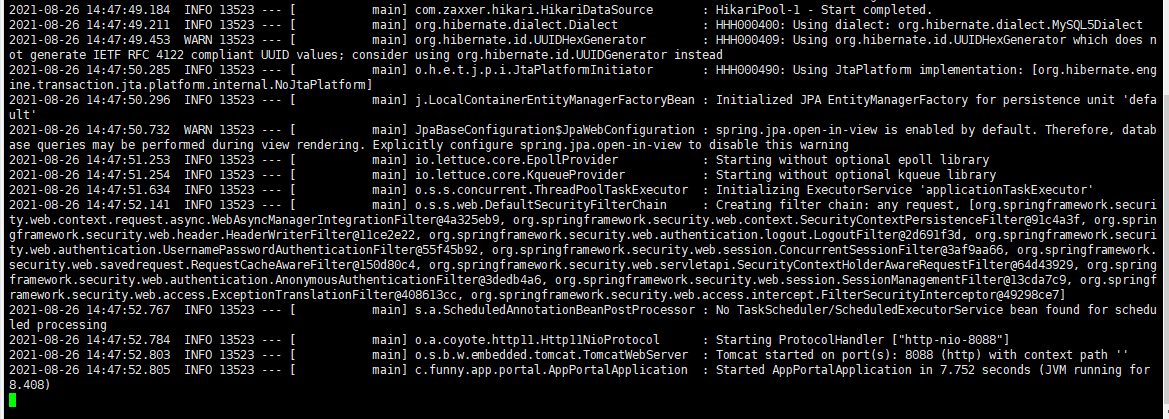 2021-08-26 14:47:49.184  INFO 13523 --- [           main] com.zaxxer.hikari.HikariDataSource       : HikariPool-1 - Start completed.
2021-08-26 14:47:49.211  INFO 13523 --- [           main] org.hibernate.dialect.Dialect            : HHH000400: Using dialect: org.hibernate.dialect.MySQL5Dialect
2021-08-26 14:47:49.453  WARN 13523 --- [           main] org.hibernate.id.UUIDHexGenerator        : HHH000409: Using org.hibernate.id.UUIDHexGenerator which does n
ot generate IETF RFC 4122 compliant UUID values; consider using org.hibernate.id.UUIDGenerator instead
2021-08-26 14:47:50.285  INFO 13523 --- [           main] o.h.e.t.j.p.i.JtaPlatformInitiator       : HHH000490: Using JtaPlatform implementation: [org.hibernate.eng
ine.transaction.jta.platform.internal.NoJtaPlatform]
2021-08-26 14:47:50.296  INFO 13523 --- [           main] j.LocalContainerEntityManagerFactoryBean : Initialized JPA EntityManagerFactory for persistence unit 'defa
ult'
2021-08-26 14:47:50.732  WARN 13523 --- [           main] JpaBaseConfiguration$JpaWebConfiguration : spring.jpa.open-in-view is enabled by default. Therefore, datab
ase queries may be performed during view rendering. Explicitly configure spring.jpa.open-in-view to disable this warning
2021-08-26 14:47:51.253  INFO 13523 --- [           main] io.lettuce.core.EpollProvider            : Starting without optional epoll library
2021-08-26 14:47:51.254  INFO 13523 --- [           main] io.lettuce.core.KqueueProvider           : Starting without optional kqueue library
2021-08-26 14:47:51.634  INFO 13523 --- [           main] o.s.s.concurrent.ThreadPoolTaskExecutor  : Initializing ExecutorService 'applicationTaskExecutor'
2021-08-26 14:47:52.141  INFO 13523 --- [           main] o.s.s.web.DefaultSecurityFilterChain     : Creating filter chain: any request, [org.springframework.securi
ty.web.context.request.async.WebAsyncManagerIntegrationFilter@4a325eb9, org.springframework.security.web.context.SecurityContextPersistenceFilter@91c4a3f, org.sprin
gframework.security.web.header.HeaderWriterFilter@11ce2e22, org.springframework.security.web.authentication.logout.LogoutFilter@2d691f3d, org.springframework.securi
ty.web.authentication.UsernamePasswordAuthenticationFilter@55f45b92, org.springframework.security.web.session.ConcurrentSessionFilter@3af9aa66, org.springframework.
security.web.savedrequest.RequestCacheAwareFilter@150d80c4, org.springframework.security.web.servletapi.SecurityContextHolderAwareRequestFilter@64d43929, org.spring
framework.security.web.authentication.AnonymousAuthenticationFilter@3dedb4a6, org.springframework.security.web.session.SessionManagementFilter@13cda7c9, org.springf
ramework.security.web.access.ExceptionTranslationFilter@408613cc, org.springframework.security.web.access.intercept.FilterSecurityInterceptor@49298ce7]
2021-08-26 14:47:52.767  INFO 13523 --- [           main] s.a.ScheduledAnnotationBeanPostProcessor : No TaskScheduler/ScheduledExecutorService bean found for schedu
led processing
2021-08-26 14:47:52.784  INFO 13523 --- [           main] o.a.coyote.http11.Http11NioProtocol      : Starting ProtocolHandler ["http-nio-8088"]
2021-08-26 14:47:52.803  INFO 13523 --- [           main] o.s.b.w.embedded.tomcat.TomcatWebServer  : Tomcat started on port(s): 8088 (http) with context path ''
2021-08-26 14:47:52.805  INFO 13523 --- [           main] c.funny.app.portal.AppPortalApplication  : Started AppPortalApplication in 7.752 seconds (JVM running for
8.408)